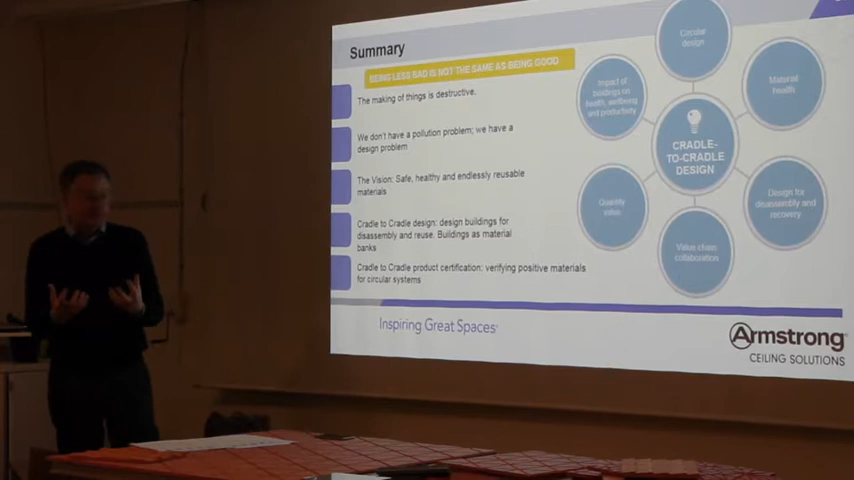 Summary
BEING LESS BAD IS NOT THE SAME AS BEING GOOD
The making of things is destructive.
We don't have a pollution problem; we have a
design problem
The Vision: Safe, healthy and endlessly reusable
materials
Cradle to Cradle design: design buildings for
disassembly and reuse. Buildings as material
banks
Cradle to Cradle product certification: verifying positive materials
for circular systems
Circular
design
Impact of
buildings on
health, wellbeing
and productivity
Material
health
CRADLE-
TO-CRADLE
DESIGN
Quantify
value
Design for
disassembly and
recovery
Value chain
collaboration
Inspiring Great Spaces®
Armstrong®
CEILING SOLUTIONS